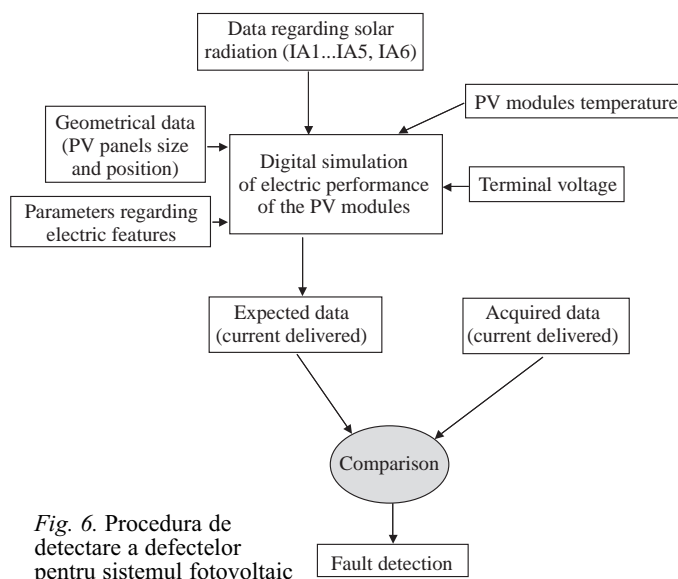 Data regarding solar
radiation (IA1...IA5, IA6)
PV modules temperature
Geometrical data
(PV panels size
and position)
Digital simulation
of electric performance
of the PV modules
Terminal voltage
Parameters regarding
electric features
Expected data
(current delivered)
Acquired data
(current delivered)
Comparison
Fig. 6. Procedura de
detectare a defectelor
pentru sistemul fotovoltaic
Fault detection